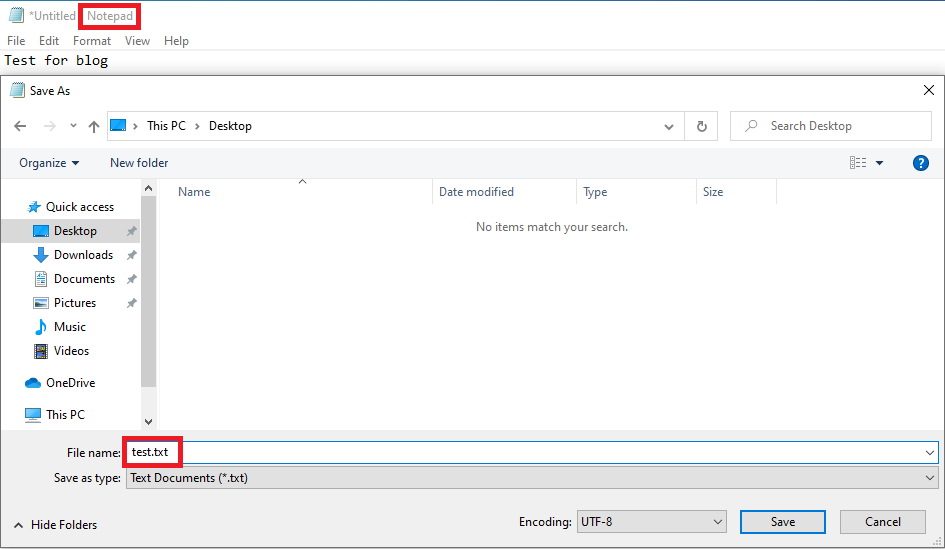 *Untitled - Notepad
File Edit Format View Help
Test for blog
Save As
This PC > Desktop
Search Desktop
Organize New folder
?
Name Date modified Type Size
Quick access
No items match your search.
Desktop
Downloads
Documents
Pictures
Music
Videos
OneDrive
This PC
File name: test.txt
Save as type: Text Documents (*.txt)
Hide Folders
Encoding: UTF-8 Save Cancel